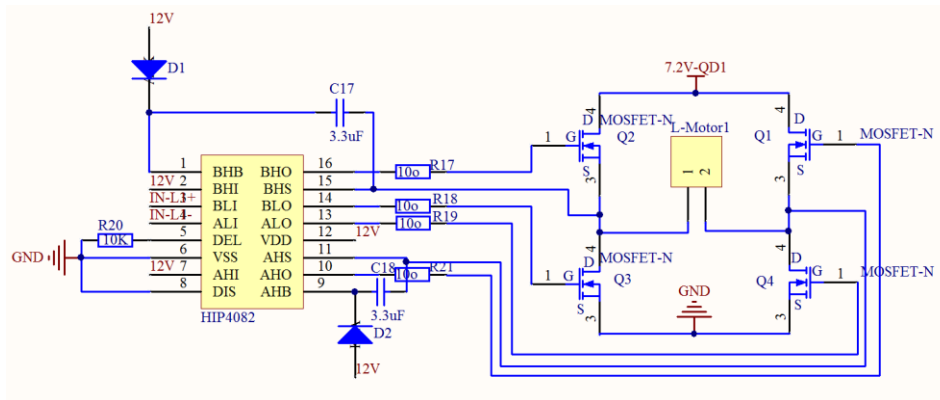 12V
D1
C17
3.3uF
7.2V-QD1
4
D
MOSFET-N
G
1
Q2
S
3
L-Motor1
1 2
4
D
MOSFET-N
Q1
G
1
S
3
1 BHB BHO 16
12V 2 BHI BHS 15
IN-L3+ BLI BLO 14
IN-L4- ALI ALO 13
5 DEL VDD 12
6 VSS AHS 11
12V 7 AHI AHO 10
8 DIS AHB 9
HIP4082
R17
10o
R18
10o
R19
10o
12V
R20
10K
GND
C18
3.3uF
R21
10o
D2
12V
4
D
MOSFET-N
G
1
Q3
S
3
GND
4
D
MOSFET-N
Q4
G
1
S
3